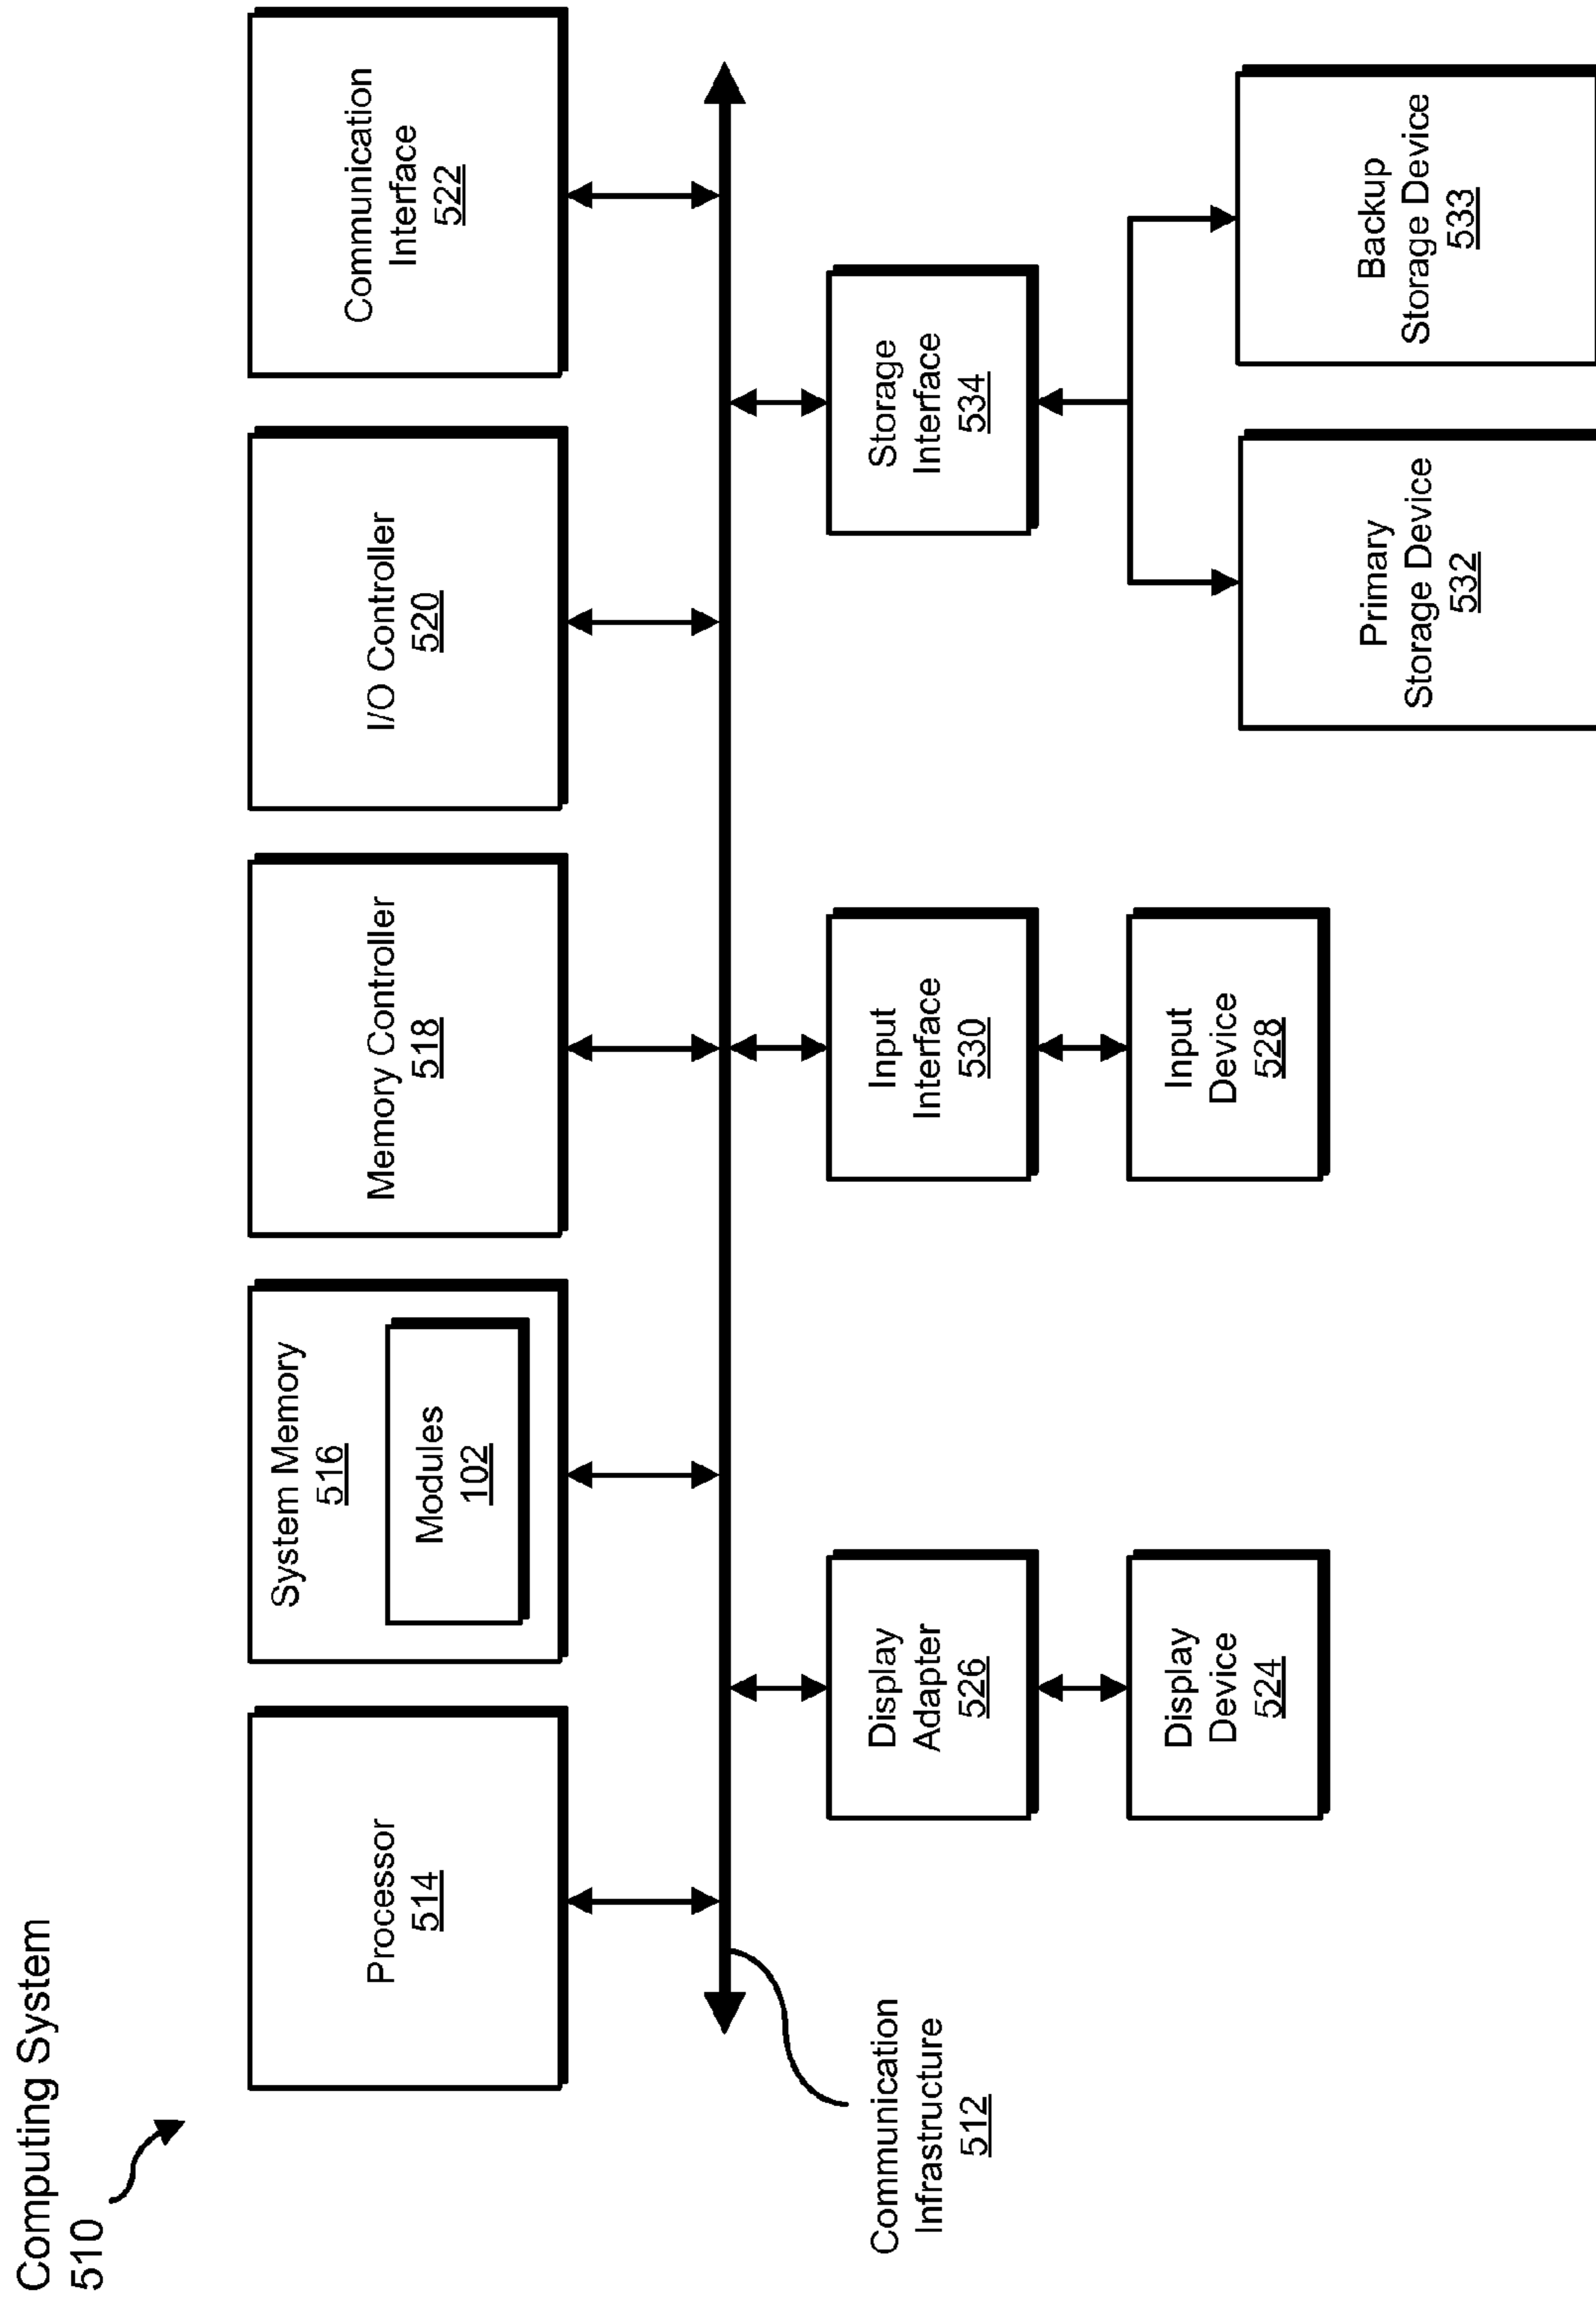 Computing System
510
Processor
514
System Memory
516
Modules
102
Memory Controller
518
I/O Controller
520
Communication
Interface
522
Communication
Infrastructure
512
Display
Adapter
526
Input
Interface
530
Storage
Interface
534
Display
Device
524
Input
Device
528
Primary
Storage Device
532
Backup
Storage Device
533